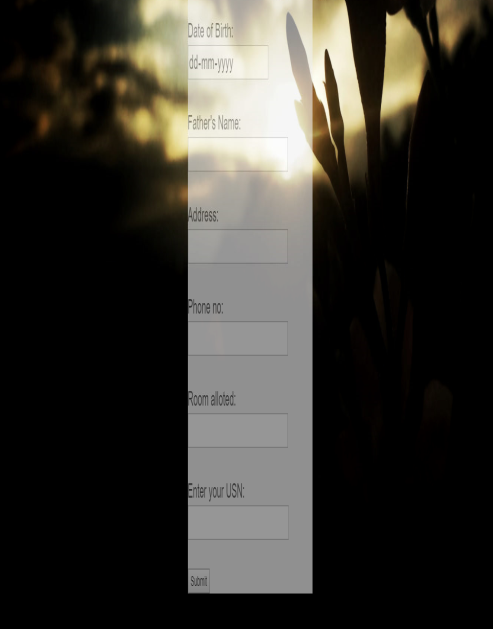 Date of Birth:
dd-mm-yyyy
Father's Name:
Address:
Phone no:
Room alloted:
Enter your USN:
Submit